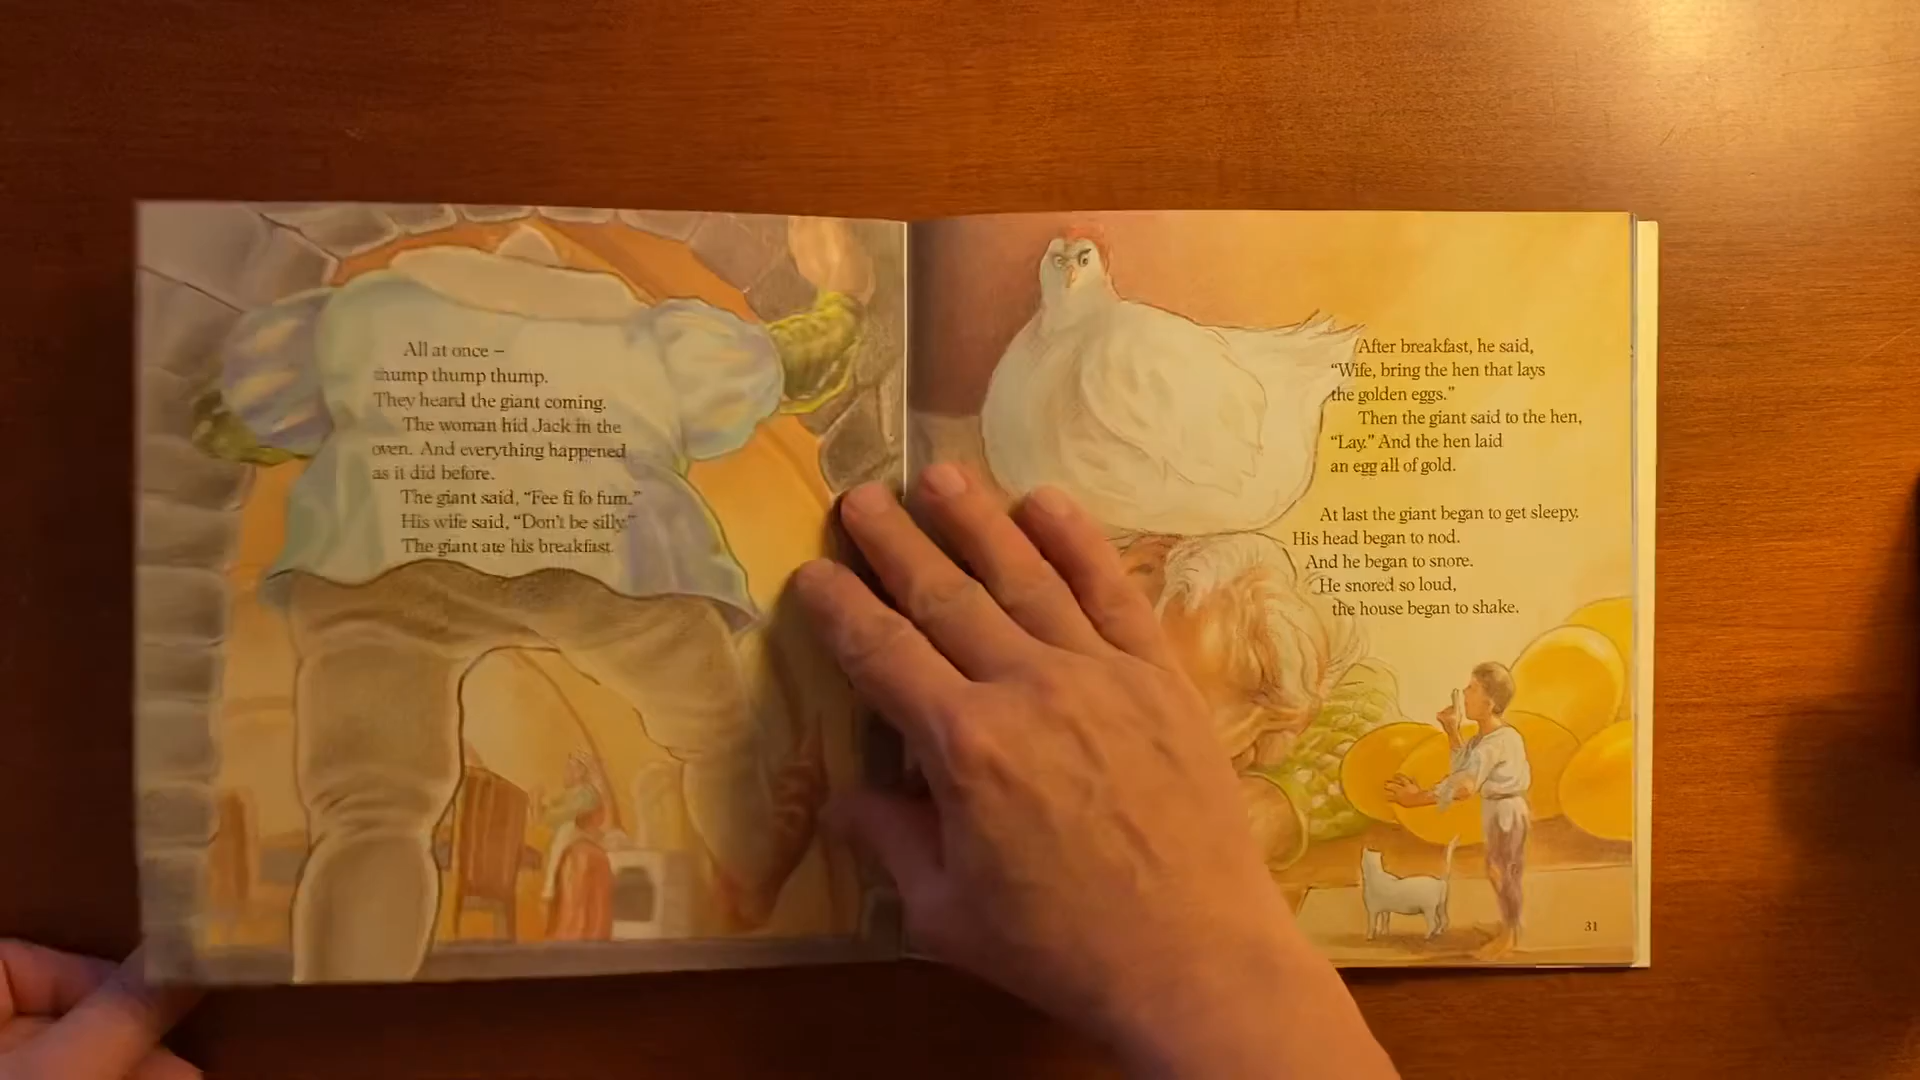 All at once –
thump thump thump.
They heard the giant coming.
The woman hid Jack in the
oven. And everything happened
as it did before.
The giant said, “Fee fi fo fum.”
His wife said, “Don’t be silly.”
The giant ate his breakfast.
After breakfast, he said,
“Wife, bring the hen that lays
the golden eggs.”
Then the giant said to the hen,
“Lay.” And the hen laid
an egg all of gold.
At last the giant began to get sleepy.
His head began to nod.
And he began to snore.
He snored so loud,
the house began to shake.
31